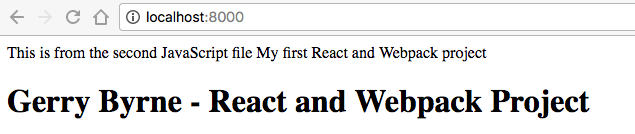 localhost:8000
This is from the second JavaScript file My first React and Webpack project
Gerry Byrne - React and Webpack Project